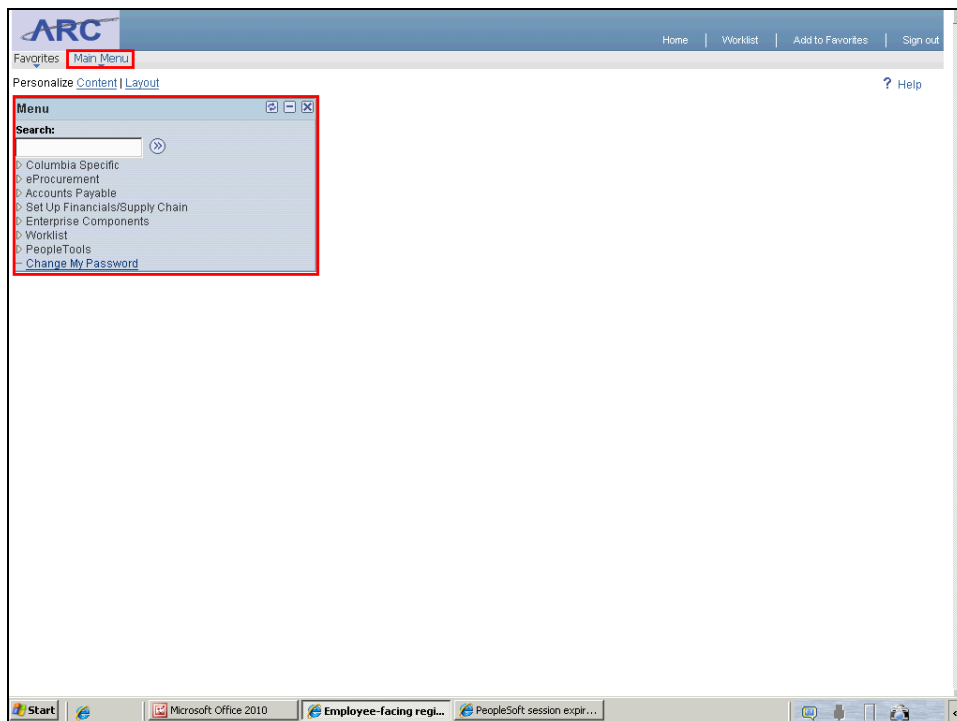 ARC
Home | Worklist | Add to Favorites | Sign out
Favorites Main Menu
Personalize Content | Layout
? Help
Menu
Search:
Columbia Specific
eProcurement
Accounts Payable
Set Up Financials/Supply Chain
Enterprise Components
Worklist
PeopleTools
Change My Password
Start Microsoft Office 2010 Employee-facing regi... PeopleSoft session expir...